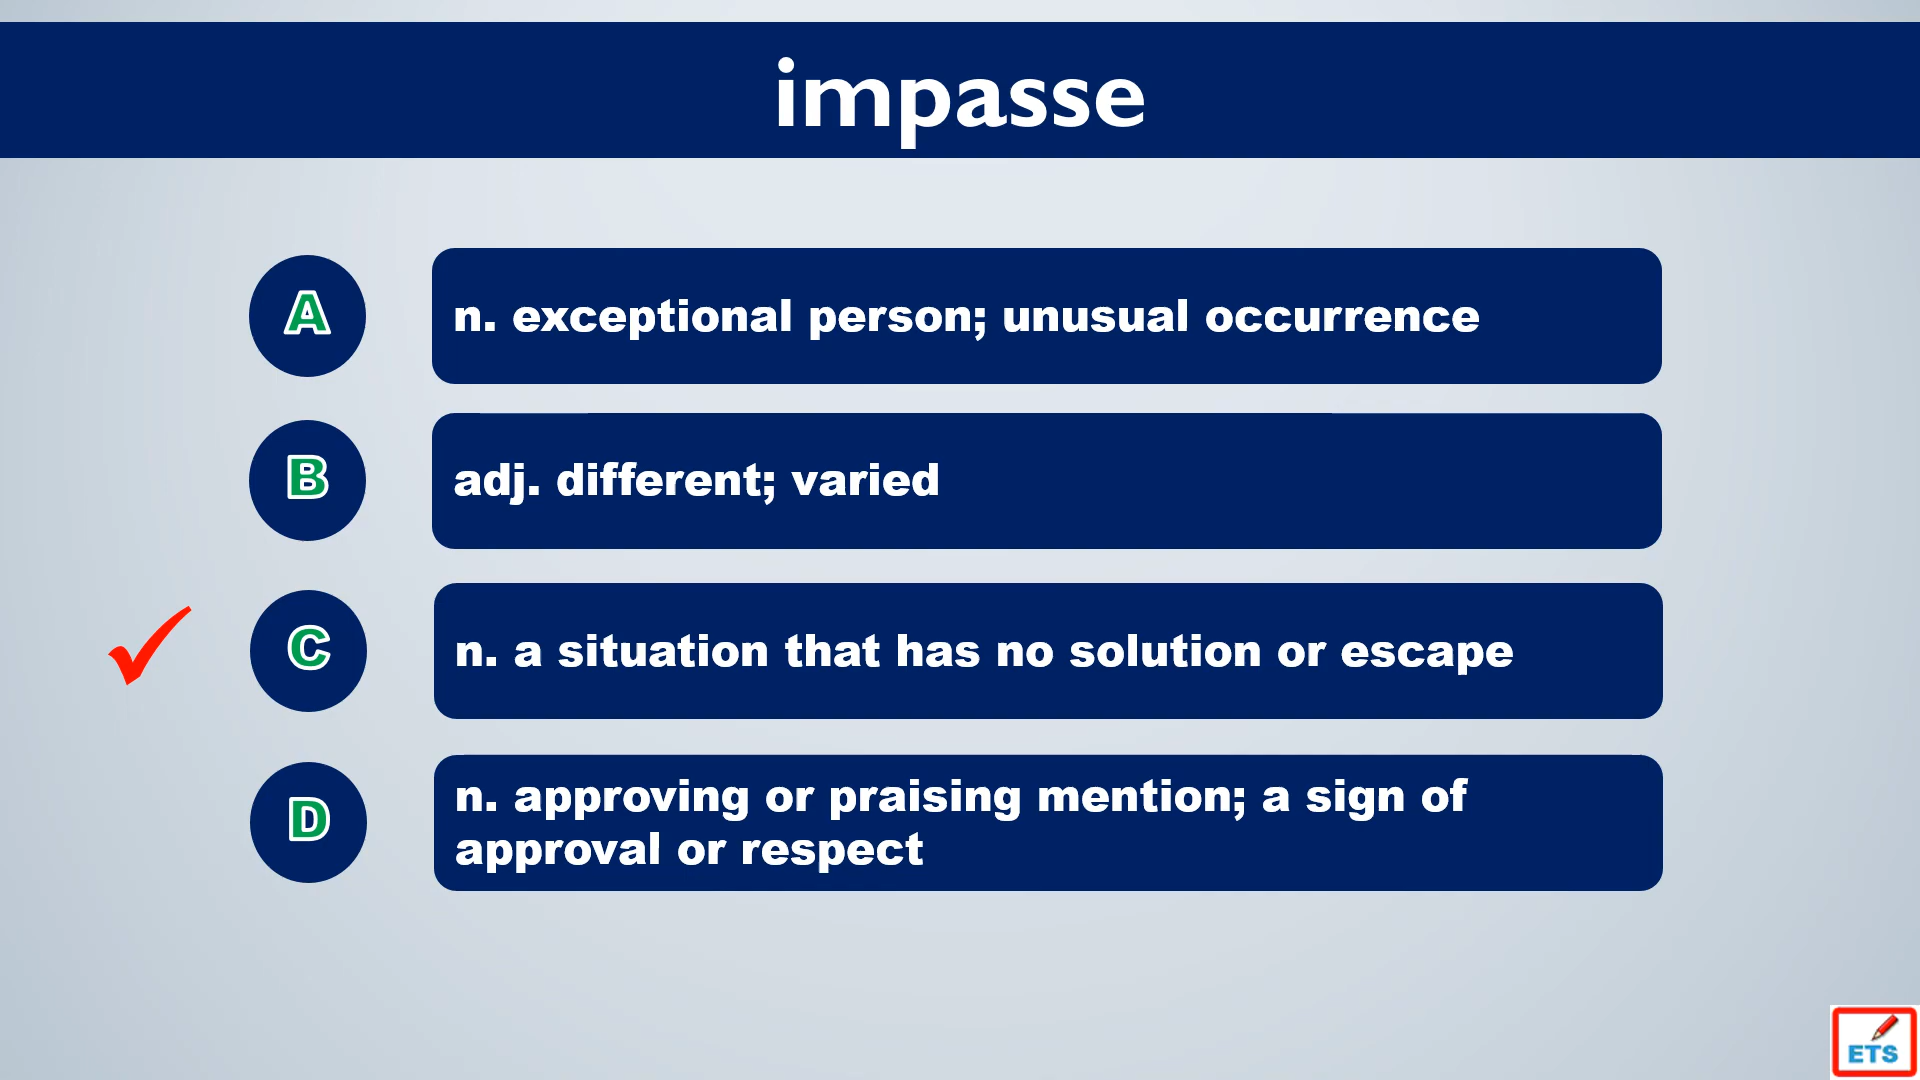 impasse
A
n. exceptional person; unusual occurrence
B
adj. different; varied
C
n. a situation that has no solution or escape
D
n. approving or praising mention; a sign of
approval or respect
ETS